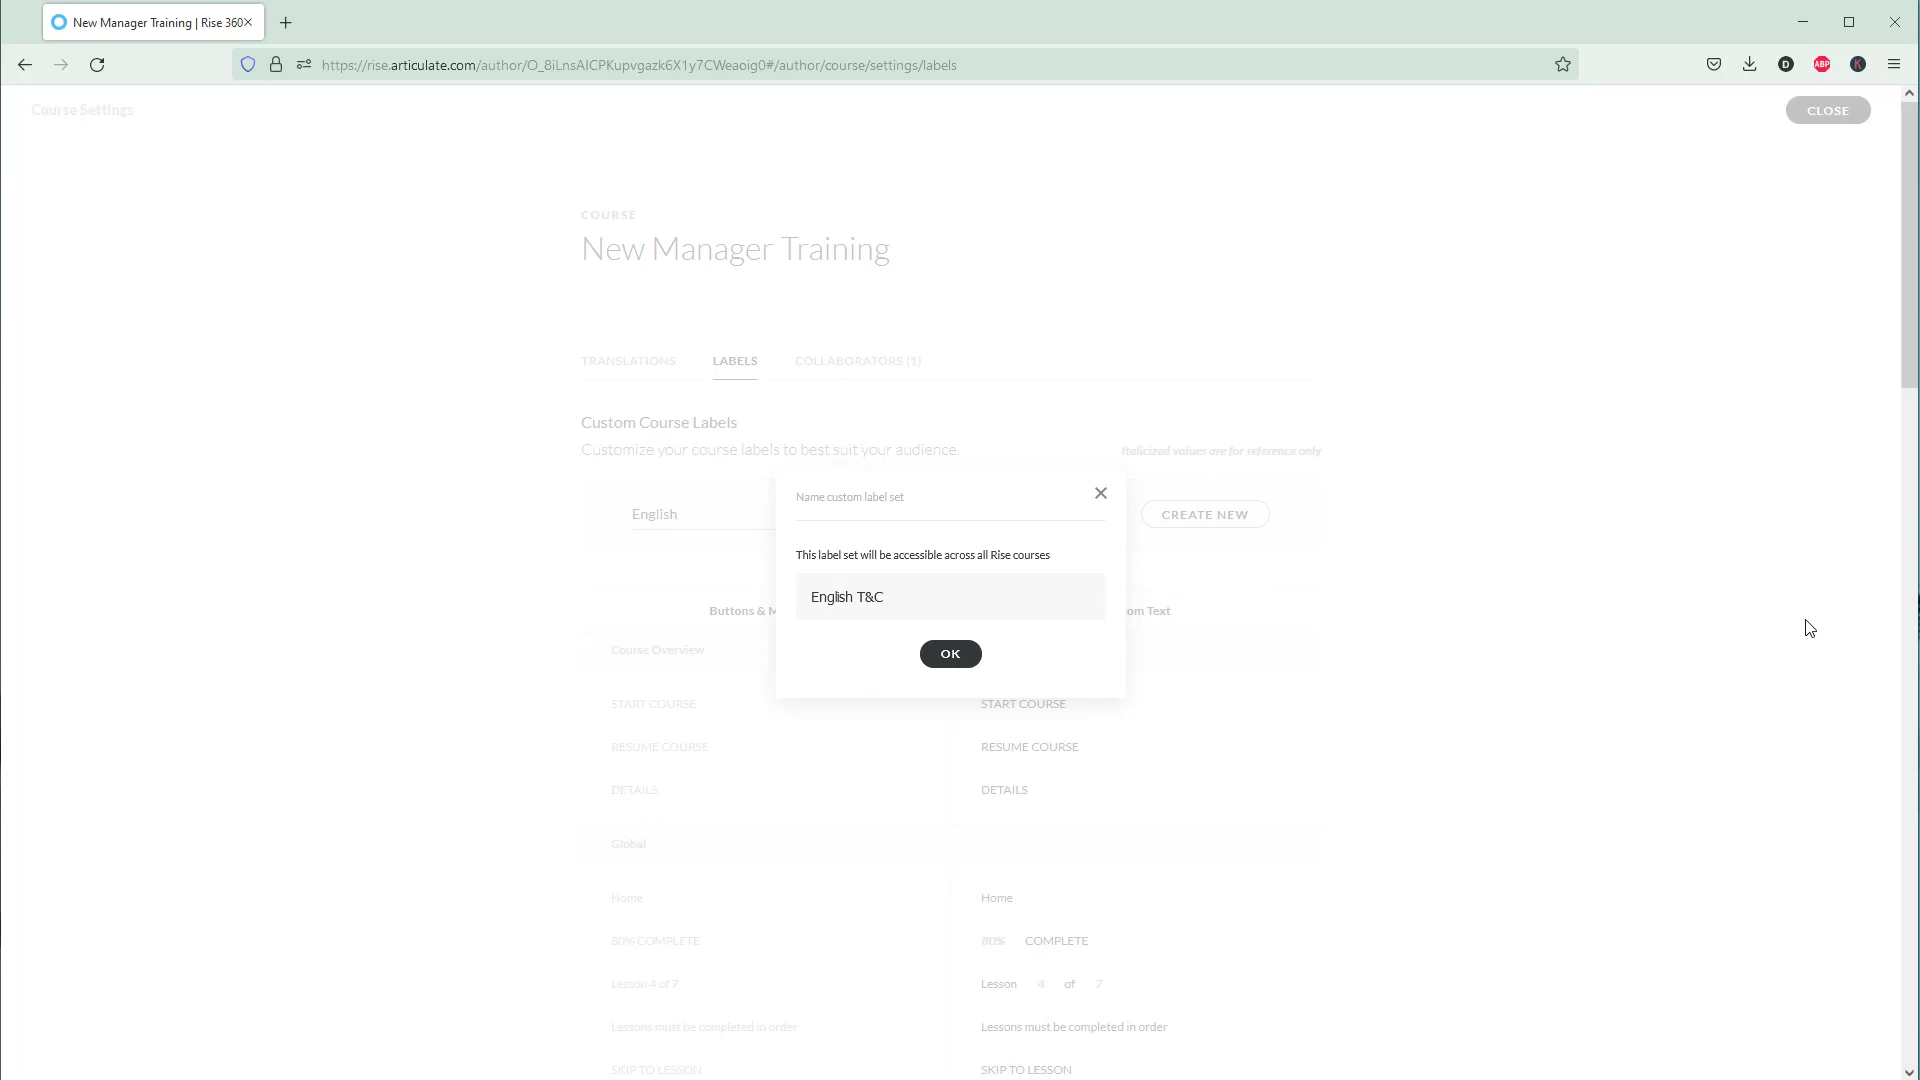 New Manager Training | Rise 360
https://rise.articulate.com/author/O_8iLnsAICPKupvgazk6X1y7CWeaoig0#/author/course/settings/labels
D
ABP
K
Course Settings
CLOSE
COURSE
New Manager Training
TRANSLATIONS
LABELS
COLLABORATORS (1)
Custom Course Labels
Customize your course labels to best suit your audience.
Italicized values are for reference only
English
CREATE NEW
Name custom label set
This label set will be accessible across all Rise courses
English T&C
OK
Buttons & M
om Text
Course Overview
START COURSE
START COURSE
RESUME COURSE
RESUME COURSE
DETAILS
DETAILS
Global
Home
Home
80% COMPLETE
80% COMPLETE
Lesson 4 of 7
Lesson 4 of 7
Lessons must be completed in order
Lessons must be completed in order
SKIP TO LESSON
SKIP TO LESSON